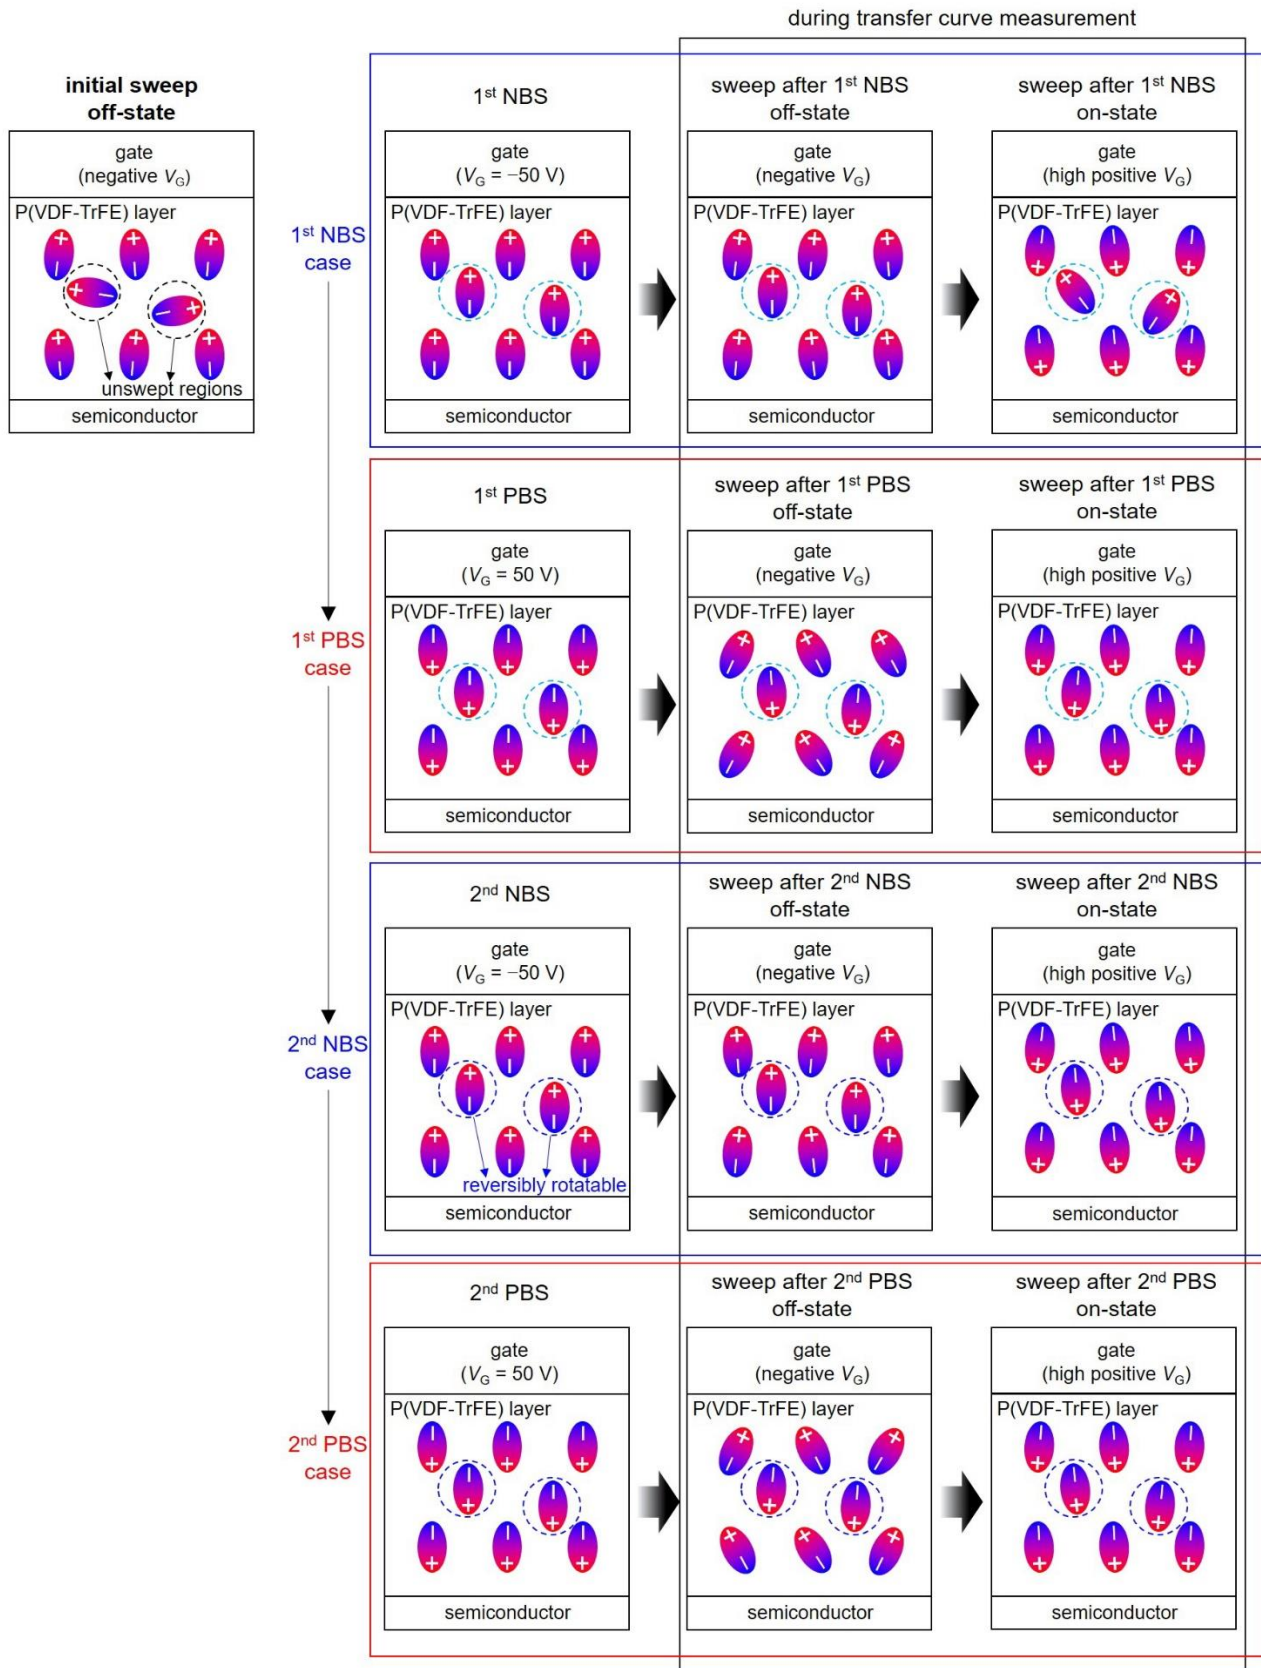 during transfer curve measurement
initial sweep
off-state
gate
(negative VG)
P(VDF-TrFE) layer
unswept regions
semiconductor
1st NBS
case
1st NBS
gate
(VG = −50 V)
P(VDF-TrFE) layer
semiconductor
sweep after 1st NBS
off-state
gate
(negative VG)
P(VDF-TrFE) layer
semiconductor
sweep after 1st NBS
on-state
gate
(high positive VG)
P(VDF-TrFE) layer
semiconductor
1st PBS
case
1st PBS
gate
(VG = 50 V)
P(VDF-TrFE) layer
semiconductor
sweep after 1st PBS
off-state
gate
(negative VG)
P(VDF-TrFE) layer
semiconductor
sweep after 1st PBS
on-state
gate
(high positive VG)
P(VDF-TrFE) layer
semiconductor
2nd NBS
case
2nd NBS
gate
(VG = −50 V)
P(VDF-TrFE) layer
reversibly rotatable
semiconductor
sweep after 2nd NBS
off-state
gate
(negative VG)
P(VDF-TrFE) layer
semiconductor
sweep after 2nd NBS
on-state
gate
(high positive VG)
P(VDF-TrFE) layer
semiconductor
2nd PBS
case
2nd PBS
gate
(VG = 50 V)
P(VDF-TrFE) layer
semiconductor
sweep after 2nd PBS
off-state
gate
(negative VG)
P(VDF-TrFE) layer
semiconductor
sweep after 2nd PBS
on-state
gate
(high positive VG)
P(VDF-TrFE) layer
semiconductor